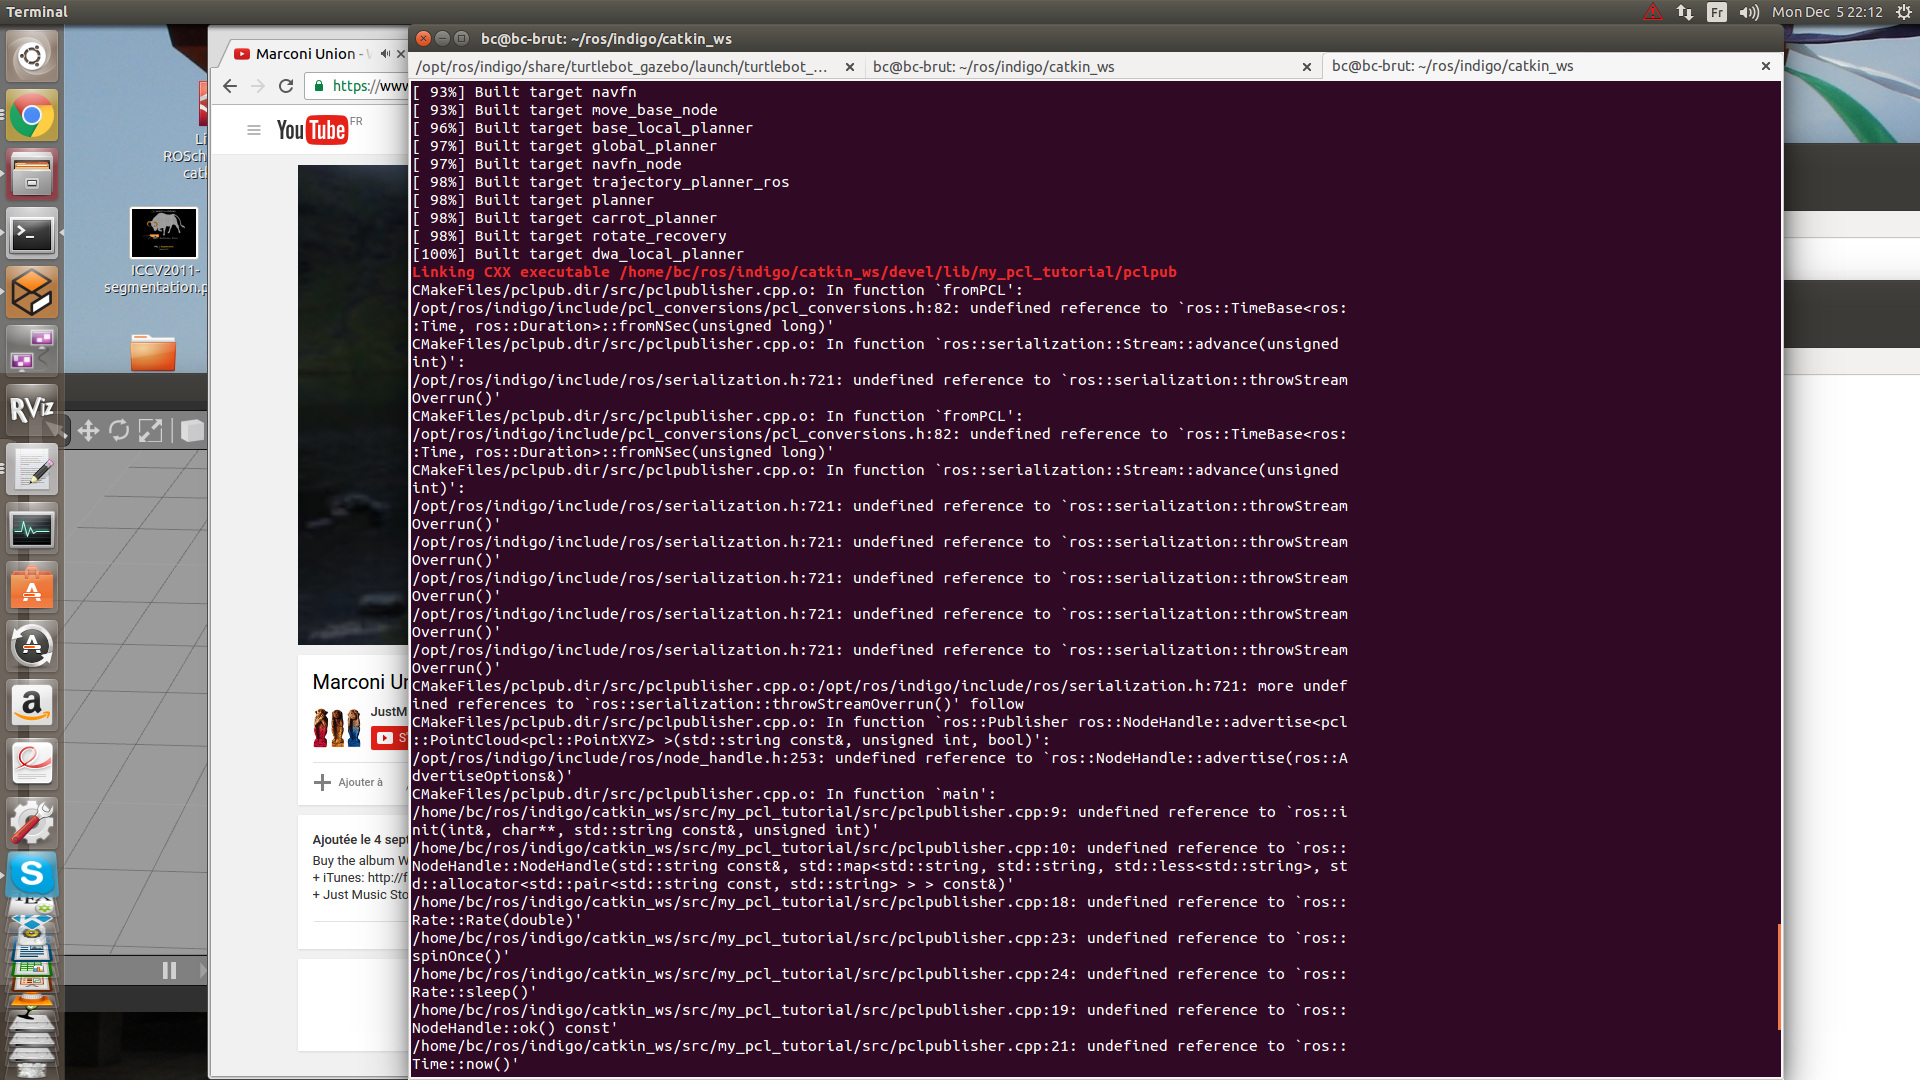 Terminal
Fr
Mon Dec 5 22:12
bc@bc-brut: ~/ros/indigo/catkin_ws
Marconi Union -
/opt/ros/indigo/share/turtlebot_gazebo/launch/turtlebot_...
bc@bc-brut: ~/ros/indigo/catkin_ws
bc@bc-brut: ~/ros/indigo/catkin_ws
https://www
YouTube FR
Li
ROSch
cat
ICCV2011-
segmentation.p
RViz
[ 93%] Built target navfn
[ 93%] Built target move_base_node
[ 96%] Built target base_local_planner
[ 97%] Built target global_planner
[ 97%] Built target navfn_node
[ 98%] Built target trajectory_planner_ros
[ 98%] Built target planner
[ 98%] Built target carrot_planner
[ 98%] Built target rotate_recovery
[100%] Built target dwa_local_planner
Linking CXX executable /home/bc/ros/indigo/catkin_ws/devel/lib/my_pcl_tutorial/pclpub
CMakeFiles/pclpub.dir/src/pclpublisher.cpp.o: In function `fromPCL':
/opt/ros/indigo/include/pcl_conversions/pcl_conversions.h:82: undefined reference to `ros::TimeBase<ros:
:Time, ros::Duration>::fromNSec(unsigned long)'
CMakeFiles/pclpub.dir/src/pclpublisher.cpp.o: In function `ros::serialization::Stream::advance(unsigned
int)':
/opt/ros/indigo/include/ros/serialization.h:721: undefined reference to `ros::serialization::throwStream
Overrun()'
CMakeFiles/pclpub.dir/src/pclpublisher.cpp.o: In function `fromPCL':
/opt/ros/indigo/include/pcl_conversions/pcl_conversions.h:82: undefined reference to `ros::TimeBase<ros:
:Time, ros::Duration>::fromNSec(unsigned long)'
CMakeFiles/pclpub.dir/src/pclpublisher.cpp.o: In function `ros::serialization::Stream::advance(unsigned
int)':
/opt/ros/indigo/include/ros/serialization.h:721: undefined reference to `ros::serialization::throwStream
Overrun()'
/opt/ros/indigo/include/ros/serialization.h:721: undefined reference to `ros::serialization::throwStream
Overrun()'
/opt/ros/indigo/include/ros/serialization.h:721: undefined reference to `ros::serialization::throwStream
Overrun()'
/opt/ros/indigo/include/ros/serialization.h:721: undefined reference to `ros::serialization::throwStream
Overrun()'
/opt/ros/indigo/include/ros/serialization.h:721: undefined reference to `ros::serialization::throwStream
Overrun()'
CMakeFiles/pclpub.dir/src/pclpublisher.cpp.o:/opt/ros/indigo/include/ros/serialization.h:721: more undef
ined references to `ros::serialization::throwStreamOverrun()' follow
CMakeFiles/pclpub.dir/src/pclpublisher.cpp.o: In function `ros::Publisher ros::NodeHandle::advertise<pcl
::PointCloud<pcl::PointXYZ> >(std::string const&, unsigned int, bool)':
/opt/ros/indigo/include/ros/node_handle.h:253: undefined reference to `ros::NodeHandle::advertise(ros::A
dvertiseOptions&)'
CMakeFiles/pclpub.dir/src/pclpublisher.cpp.o: In function `main':
/home/bc/ros/indigo/catkin_ws/src/my_pcl_tutorial/src/pclpublisher.cpp:9: undefined reference to `ros::i
nit(int&, char**, std::string const&, unsigned int)'
/home/bc/ros/indigo/catkin_ws/src/my_pcl_tutorial/src/pclpublisher.cpp:10: undefined reference to `ros::
NodeHandle::NodeHandle(std::string const&, std::map<std::string, std::string, std::less<std::string>, st
d::allocator<std::pair<std::string const, std::string> > > const&)'
/home/bc/ros/indigo/catkin_ws/src/my_pcl_tutorial/src/pclpublisher.cpp:18: undefined reference to `ros::
Rate::Rate(double)'
/home/bc/ros/indigo/catkin_ws/src/my_pcl_tutorial/src/pclpublisher.cpp:23: undefined reference to `ros::
spinOnce()'
/home/bc/ros/indigo/catkin_ws/src/my_pcl_tutorial/src/pclpublisher.cpp:24: undefined reference to `ros::
Rate::sleep()'
/home/bc/ros/indigo/catkin_ws/src/my_pcl_tutorial/src/pclpublisher.cpp:19: undefined reference to `ros::
NodeHandle::ok() const'
/home/bc/ros/indigo/catkin_ws/src/my_pcl_tutorial/src/pclpublisher.cpp:21: undefined reference to `ros::
Time::now()'
Marconi Un
JustM
S'
Ajouter à
Ajoutée le 4 sept
Buy the album W
+ iTunes: http://f
+ Just Music Sto